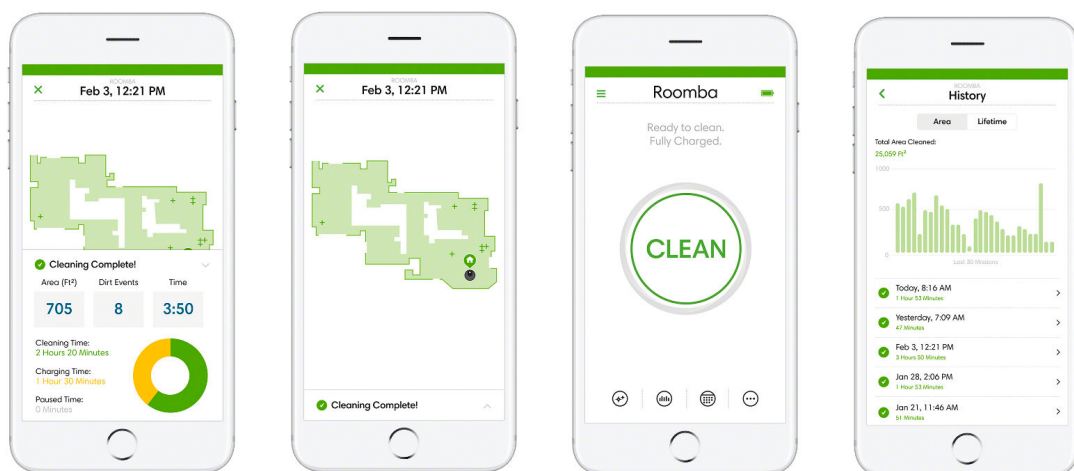 ROOMBA
Feb 3, 12:21 PM
Cleaning Complete!
Area (Ft²) Dirt Events Time
705 8 3:50
Cleaning Time:
2 Hours 20 Minutes
Charging Time:
1 Hour 30 Minutes
Paused Time:
0 Minutes
ROOMBA
Feb 3, 12:21 PM
Cleaning Complete!
Roomba
Ready to clean.
Fully Charged.
CLEAN
ROOMBA
History
Area Lifetime
Total Area Cleaned:
25,059 Ft²
1000
500
0
Last 30 Missions
Today, 8:16 AM
1 Hour 53 Minutes
Yesterday, 7:09 AM
47 Minutes
Feb 3, 12:21 PM
3 Hours 50 Minutes
Jan 28, 2:06 PM
1 Hour 53 Minutes
Jan 21, 11:46 AM
51 Minutes